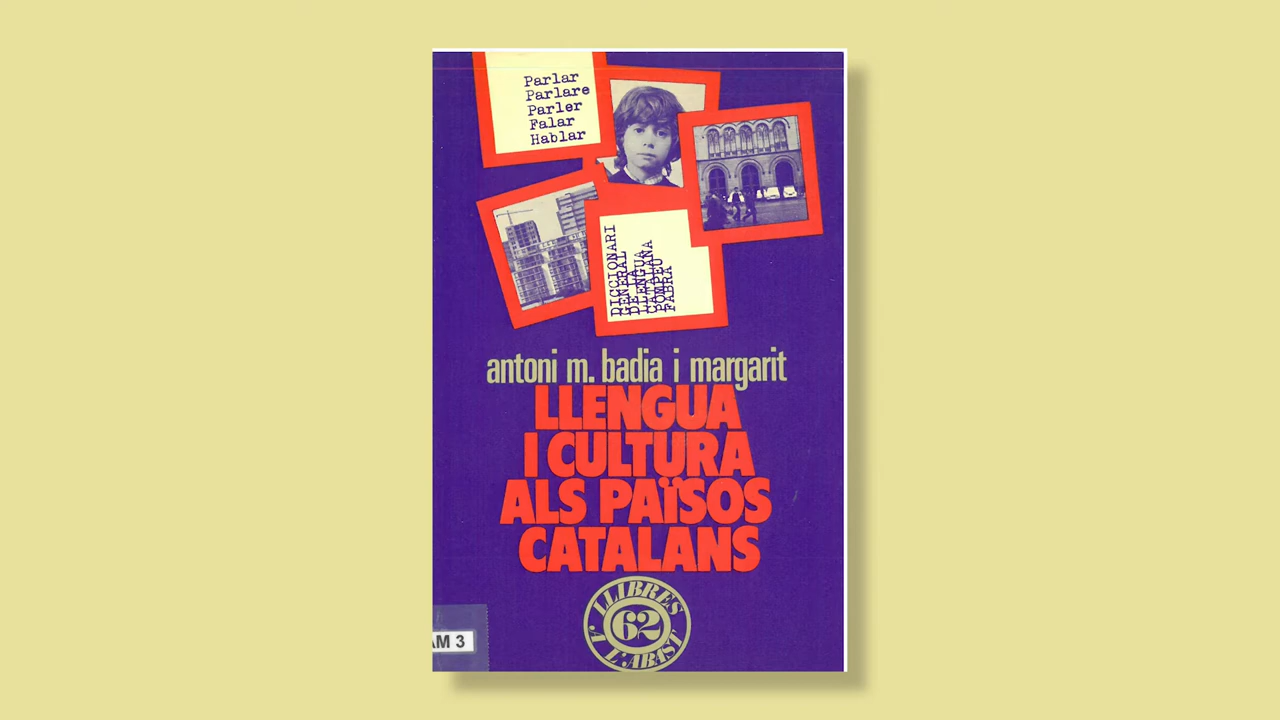 Parlar
Parlare
Parler
Falar
Hablar
DICCIONARI
GENERAL
DE LA
LLENGUA
CATALANA
POMPEU
FABRA
antoni m. badia i margarit
LLENGUA
I CULTURA
ALS PAÏSOS
CATALANS
LLIBRES
62
A L'ABAST
AM 3